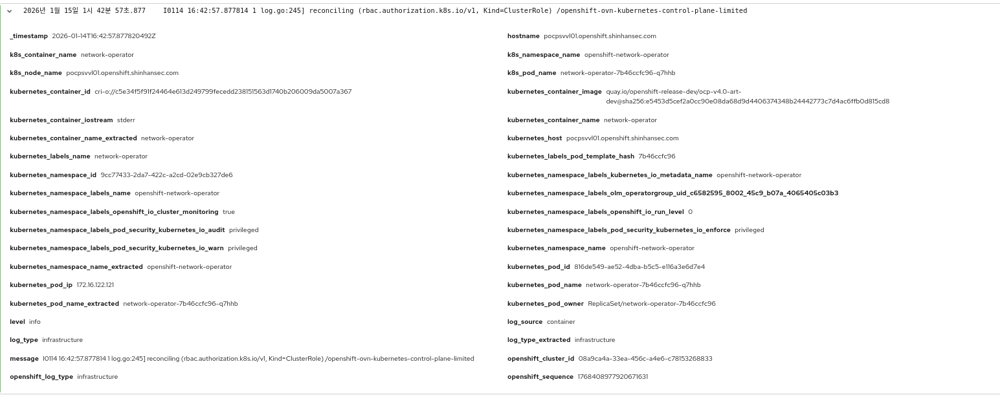 2026년 1월 15일 1시 42분 57초.877 I0114 16:42:57.877814 1 log.go:245] reconciling (rbac.authorization.k8s.io/v1, Kind=ClusterRole) /openshift-ovn-kubernetes-control-plane-limited
_timestamp 2026-01-14T16:42:57.877820492Z
hostname pocpsvvl01.openshift.shinhansec.com
k8s_container_name network-operator
k8s_namespace_name openshift-network-operator
k8s_node_name pocpsvvl01.openshift.shinhansec.com
k8s_pod_name network-operator-7b46ccfc96-q7hhb
kubernetes_container_id cri-o://c5e34f5f91f24464e613d249799fecedd238151563d1740b206009da5007a367
kubernetes_container_image quay.io/openshift-release-dev/ocp-v4.0-art-
dev@sha256:e5453d5cef2a0cc90e08da68d9d4406374348b24442773c7d4ac6ffb0d815cd8
kubernetes_container_iostream stderr
kubernetes_container_name network-operator
kubernetes_container_name_extracted network-operator
kubernetes_host pocpsvvl01.openshift.shinhansec.com
kubernetes_labels_name network-operator
kubernetes_labels_pod_template_hash 7b46ccfc96
kubernetes_namespace_id 9cc77433-2da7-422c-a2cd-02e9cb327de6
kubernetes_namespace_labels_kubernetes_io_metadata_name openshift-network-operator
kubernetes_namespace_labels_name openshift-network-operator
kubernetes_namespace_labels_olm_operatorgroup_uid_c6582595_8002_45c9_b07a_4065405c03b3
kubernetes_namespace_labels_openshift_io_cluster_monitoring true
kubernetes_namespace_labels_openshift_io_run_level 0
kubernetes_namespace_labels_pod_security_kubernetes_io_audit privileged
kubernetes_namespace_labels_pod_security_kubernetes_io_enforce privileged
kubernetes_namespace_labels_pod_security_kubernetes_io_warn privileged
kubernetes_namespace_name openshift-network-operator
kubernetes_namespace_name_extracted openshift-network-operator
kubernetes_pod_id 816de549-ae52-4dba-b5c5-e116a3e6d7e4
kubernetes_pod_ip 172.16.122.121
kubernetes_pod_name network-operator-7b46ccfc96-q7hhb
kubernetes_pod_name_extracted network-operator-7b46ccfc96-q7hhb
kubernetes_pod_owner ReplicaSet/network-operator-7b46ccfc96
level info
log_source container
log_type infrastructure
log_type_extracted infrastructure
message I0114 16:42:57.877814 1 log.go:245] reconciling (rbac.authorization.k8s.io/v1, Kind=ClusterRole) /openshift-ovn-kubernetes-control-plane-limited
openshift_cluster_id 08a9ca4a-33ea-456c-a4e6-c78153268833
openshift_log_type infrastructure
openshift_sequence 1768408977920671631